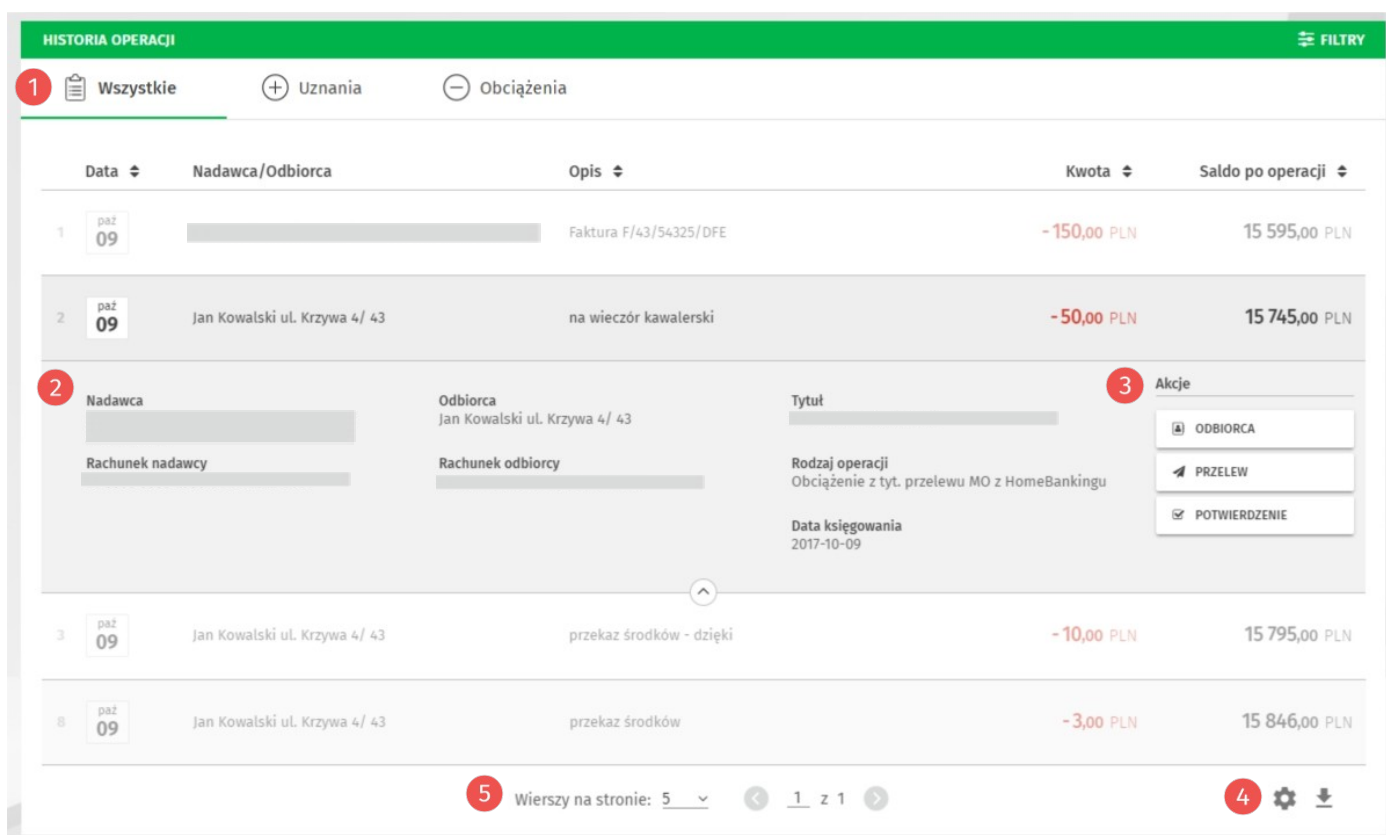 HISTORIA OPERACJI FILTRY
1 Wszystkie Uznania Obciążenia
Data Nadawca/Odbiorca Opis Kwota Saldo po operacji
1 paź 09 Faktura F/43/54325/DFE -150,00 PLN 15 595,00 PLN
2 paź 09 Jan Kowalski ul. Krzywa 4/ 43 na wieczór kawalerski -50,00 PLN 15 745,00 PLN
2 Nadawca Odbiorca Tytuł 3 Akcje
Jan Kowalski ul. Krzywa 4/ 43
ODBIORCA
Rachunek nadawcy Rachunek odbiorcy Rodzaj operacji
Obciążenie z tyt. przelewu MO z HomeBankingu
PRZELEW
Data księgowania
2017-10-09
POTWIERDZENIE
3 paź 09 Jan Kowalski ul. Krzywa 4/ 43 przekaz środków - dzięki -10,00 PLN 15 795,00 PLN
8 paź 09 Jan Kowalski ul. Krzywa 4/ 43 przekaz środków -3,00 PLN 15 846,00 PLN
5 Wierszy na stronie: 5 1 z 1 4